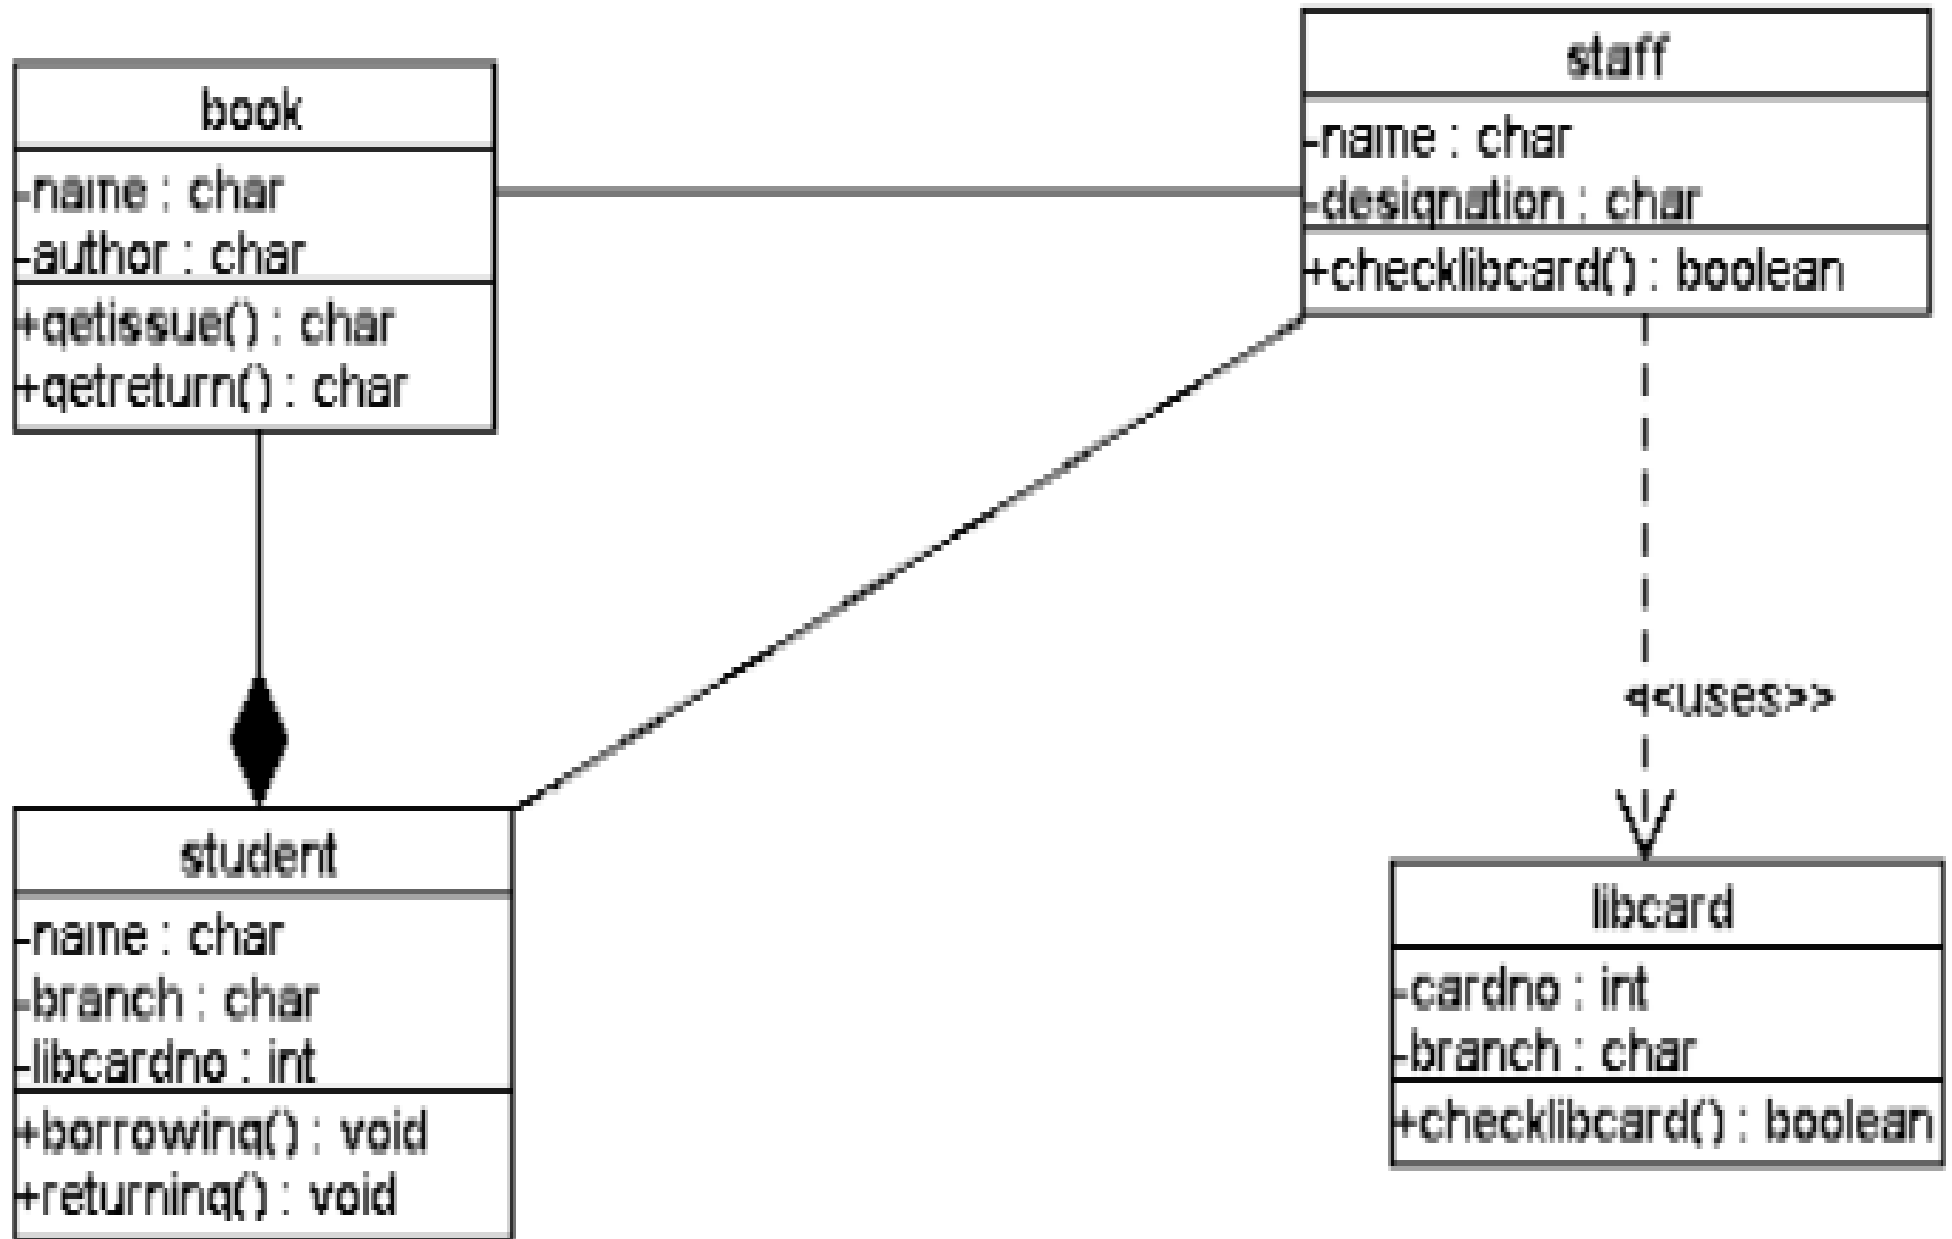 book
-name : char
-author : char
+getissue() : char
+getreturn() : char
staff
-name : char
-designation : char
+checklibcard() : boolean
<<uses>>
student
-name : char
-branch : char
-libcardno : int
+borrowing() : void
+returning() : void
libcard
-cardno : int
-branch : char
+checklibcard() : boolean